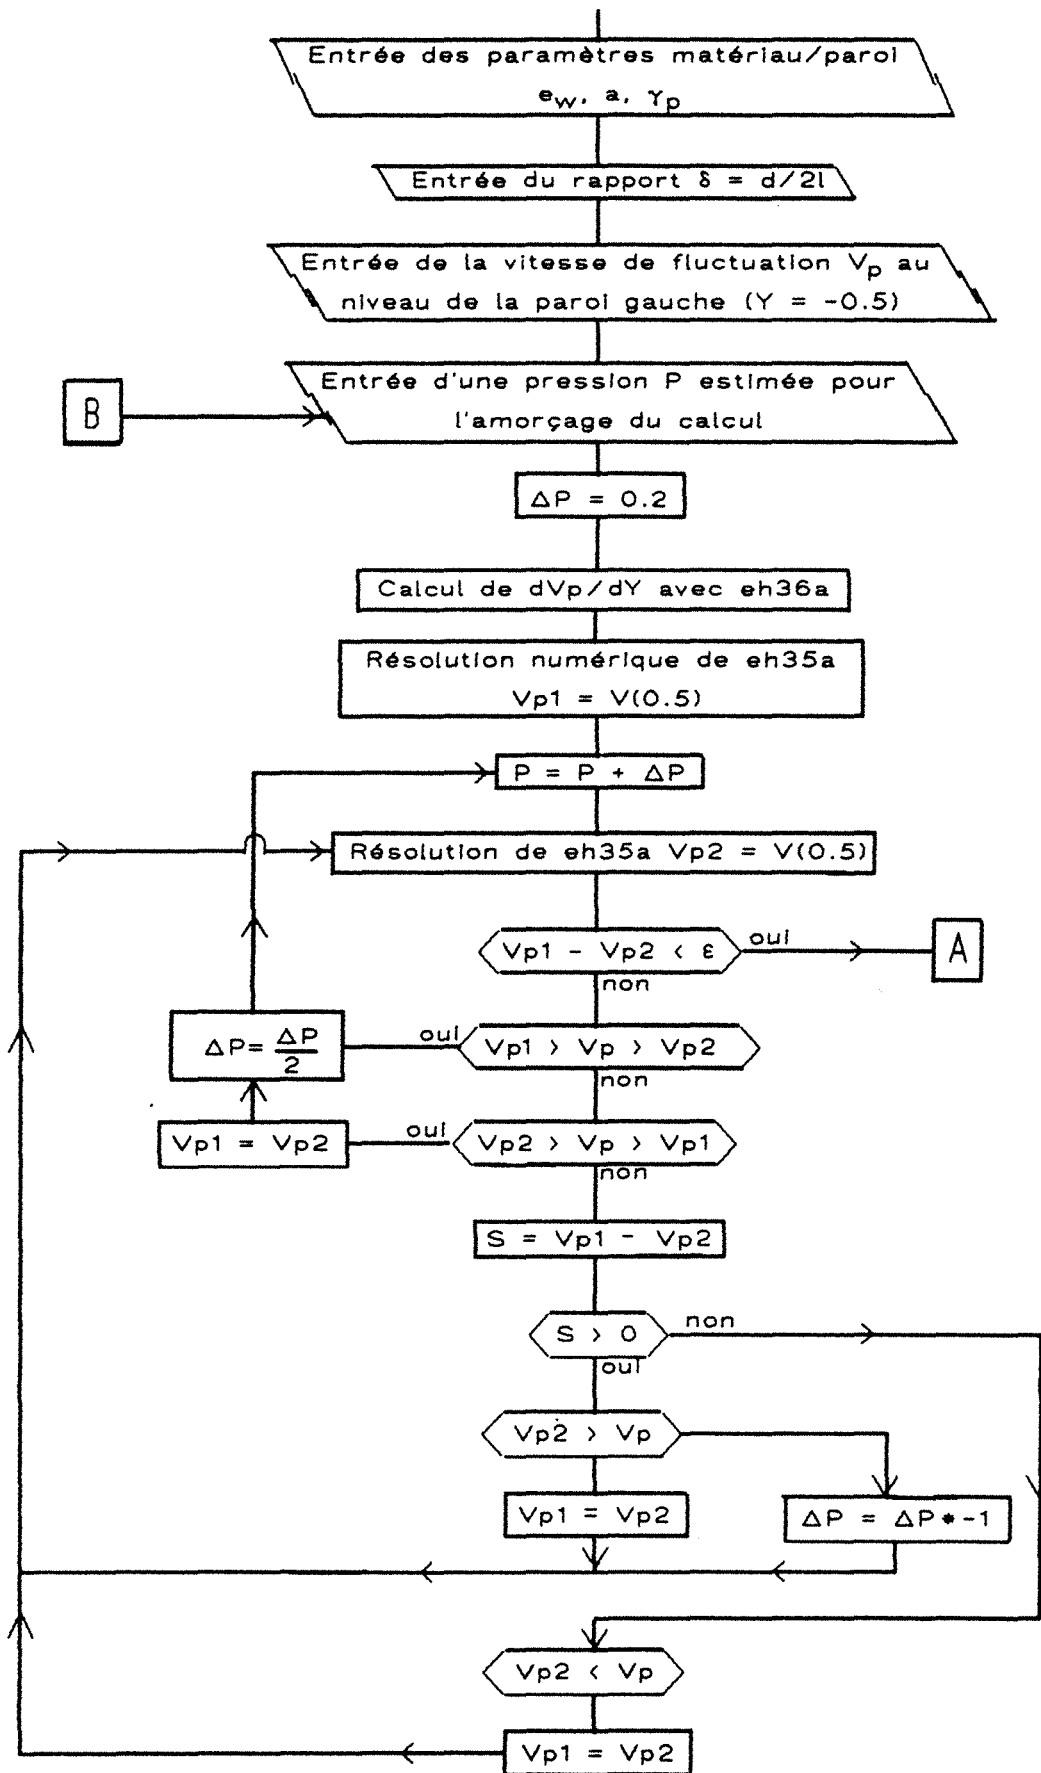 Entrée des paramètres matériau/paroi
e_w, a, γ_p
Entrée du rapport δ = d/2l
Entrée de la vitesse de fluctuation V_p au
niveau de la paroi gauche (Y = -0.5)
B
Entrée d'une pression P estimée pour
l'amorçage du calcul
ΔP = 0.2
Calcul de dVp/dY avec eh36a
Résolution numérique de eh35a
Vp1 = V(0.5)
P = P + ΔP
Résolution de eh35a Vp2 = V(0.5)
Vp1 - Vp2 < ε
oui
A
non
ΔP = ΔP/2
oui
Vp1 > Vp > Vp2
non
Vp1 = Vp2
oui
Vp2 > Vp > Vp1
non
S = Vp1 - Vp2
S > 0
non
oui
Vp2 > Vp
Vp1 = Vp2
ΔP = ΔP*-1
Vp2 < Vp
Vp1 = Vp2